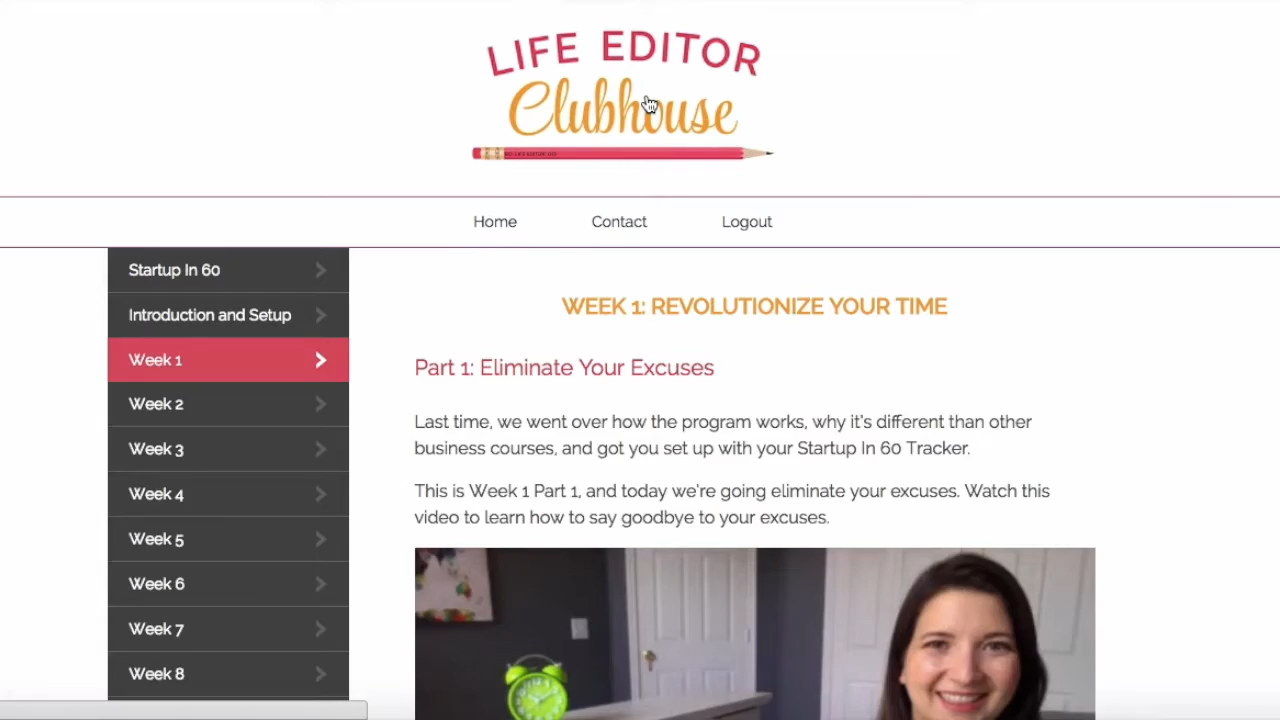 LIFE EDITOR
Clubhouse
Home
Contact
Logout
Startup In 60
Introduction and Setup
Week 1
Week 2
Week 3
Week 4
Week 5
Week 6
Week 7
Week 8
WEEK 1: REVOLUTIONIZE YOUR TIME
Part 1: Eliminate Your Excuses
Last time, we went over how the program works, why it's different than other
business courses, and got you set up with your Startup In 60 Tracker.
This is Week 1 Part 1, and today we're going eliminate your excuses. Watch this
video to learn how to say goodbye to your excuses.